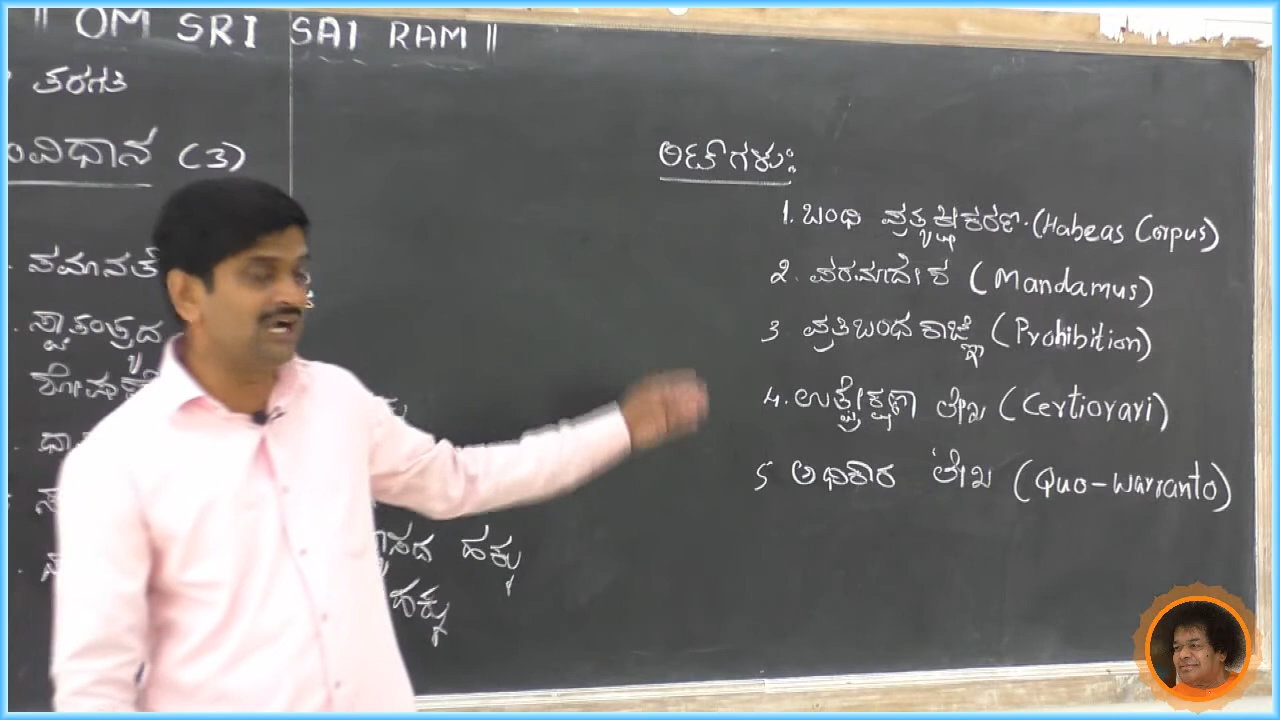 || OM SRI SAI RAM ||
ತರಗತಿ
ಸಂವಿಧಾನ (3)
ಸಮಾನತೆ
ಸ್ವಾತಂತ್ರ್ಯದ
ಶೋಷಣೆ
ಹಕ್ಕು
ಹಕ್ಕು
ರಿಟ್‌ಗಳು:
1. ಬಂಧಿ ಪ್ರತ್ಯಕ್ಷೀಕರಣ. (Habeas Corpus)
2. ಪರಮಾದೇಶ (Mandamus)
3 ಪ್ರತಿಬಂಧಕಾಜ್ಞೆ (Prohibition)
4. ಉತ್ಪ್ರೇಕ್ಷಣಾ ಲೇಖ (Certiorari)
5 ಅಧಿಕಾರ ಲೇಖ (Quo-warranto)